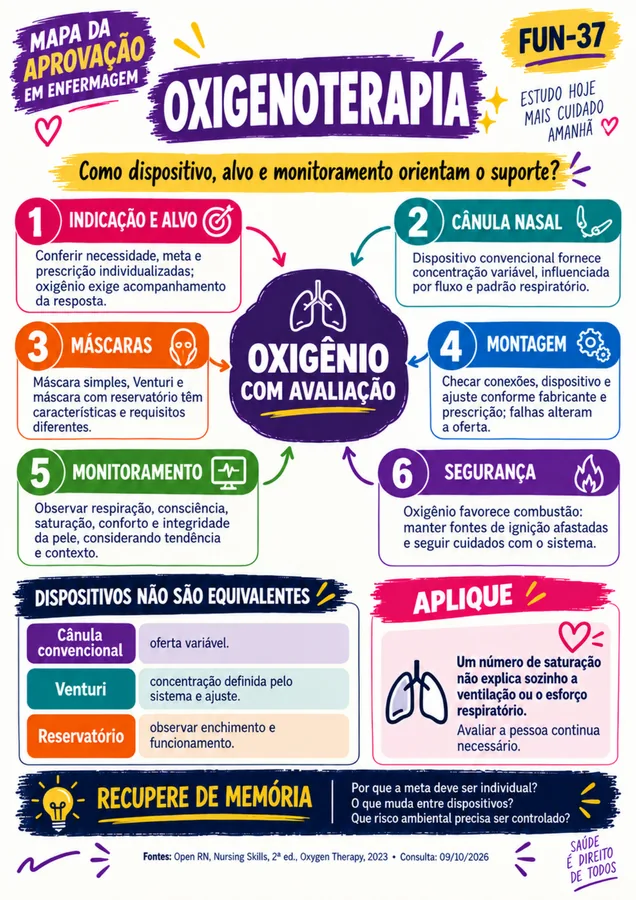 MAPA DA
APROVAÇÃO
EM ENFERMAGEM
FUN-37
OXIGENOTERAPIA
ESTUDO HOJE
MAIS CUIDADO
AMANHÃ
Como dispositivo, alvo e monitoramento orientam o suporte?
1 INDICAÇÃO E ALVO
Conferir necessidade, meta e
prescrição individualizadas;
oxigênio exige acompanhamento
da resposta.
2 CÂNULA NASAL
Dispositivo convencional fornece
concentração variável, influenciada
por fluxo e padrão respiratório.
3 MÁSCARAS
Máscara simples, Venturi e
máscara com reservatório têm
características e requisitos
diferentes.
OXIGÊNIO
COM AVALIAÇÃO
4 MONTAGEM
Checar conexões, dispositivo e
ajuste conforme fabricante e
prescrição; falhas alteram
a oferta.
5 MONITORAMENTO
Observar respiração, consciência,
saturação, conforto e integridade
da pele, considerando tendência
e contexto.
6 SEGURANÇA
Oxigênio favorece combustão:
manter fontes de ignição afastadas
e seguir cuidados com o sistema.
DISPOSITIVOS NÃO SÃO EQUIVALENTES
Cânula
convencional
oferta variável.
Venturi
concentração definida pelo
sistema e ajuste.
Reservatório
observar enchimento e
funcionamento.
APLIQUE
Um número de saturação
não explica sozinho a
ventilação ou o esforço
respiratório.
Avaliar a pessoa continua
necessário.
RECUPERE DE MEMÓRIA
Por que a meta deve ser individual?
O que muda entre dispositivos?
Que risco ambiental precisa ser controlado?
Fontes: Open RN, Nursing Skills, 2ª ed., Oxygen Therapy, 2023 • Consulta: 09/10/2026
SAÚDE
É DIREITO
DE TODOS